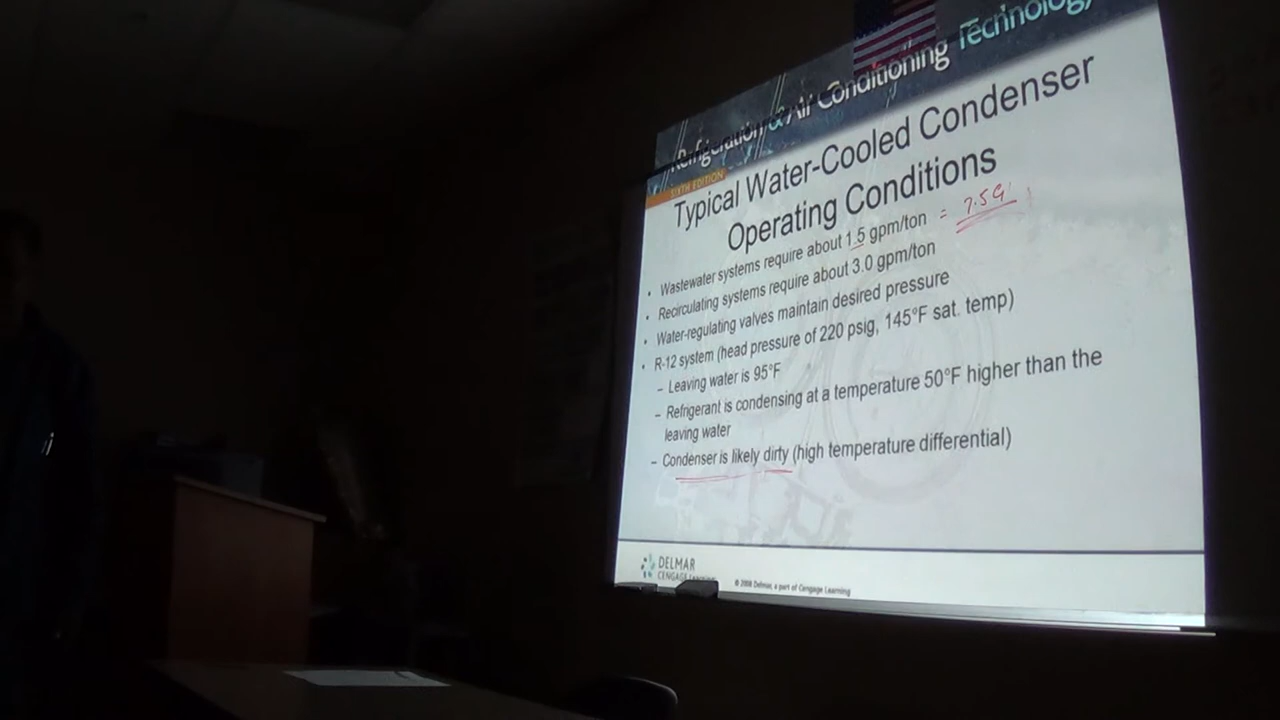 Refrigeration & Air Conditioning Technology
SIXTH EDITION
Typical Water-Cooled Condenser
Operating Conditions
• Wastewater systems require about 1.5 gpm/ton = 7.5G
• Recirculating systems require about 3.0 gpm/ton
• Water-regulating valves maintain desired pressure
• R-12 system (head pressure of 220 psig, 145°F sat. temp)
– Leaving water is 95°F
– Refrigerant is condensing at a temperature 50°F higher than the
leaving water
– Condenser is likely dirty (high temperature differential)
DELMAR
CENGAGE Learning
© 2008 Delmar, a part of Cengage Learning